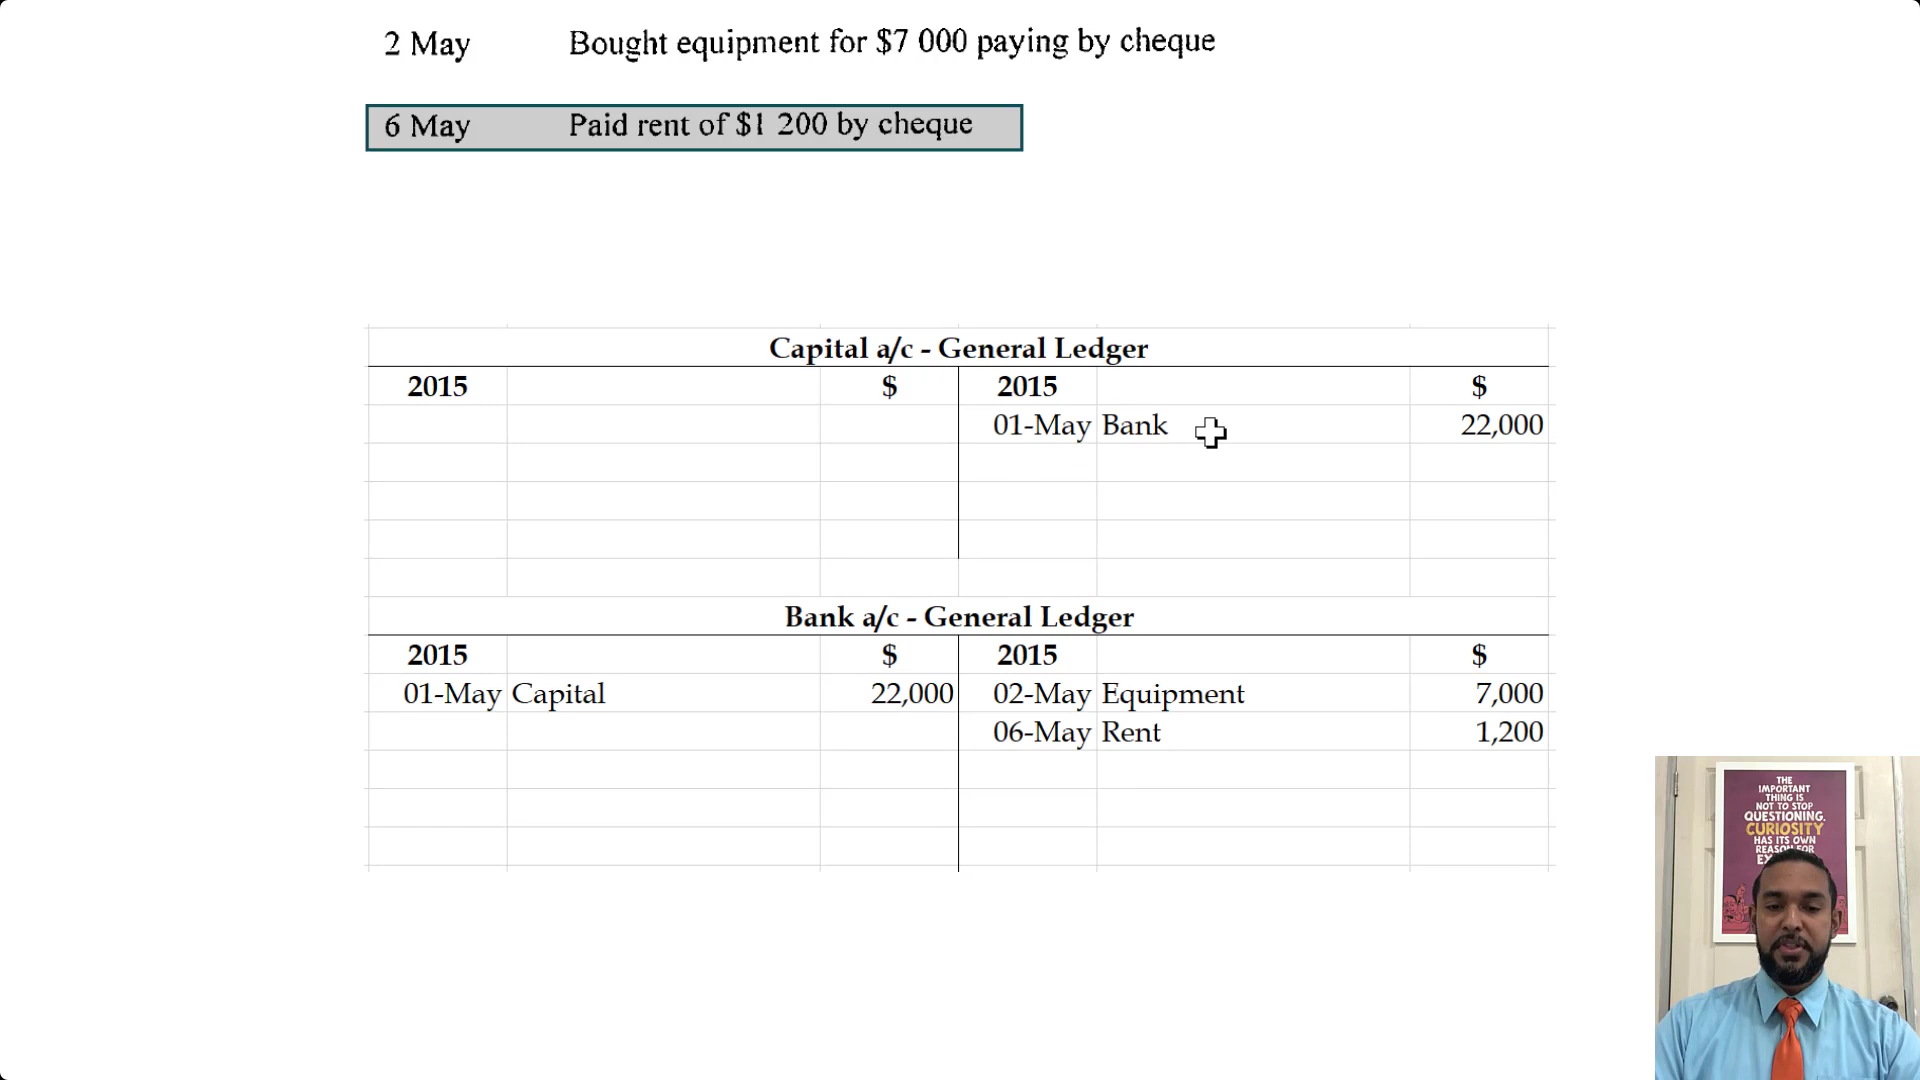 2 May Bought equipment for $7 000 paying by cheque
6 May Paid rent of $1 200 by cheque
Capital a/c - General Ledger
2015 $ 2015 $
01-May Bank 22,000
Bank a/c - General Ledger
2015 $ 2015 $
01-May Capital 22,000 02-May Equipment 7,000
06-May Rent 1,200
THE
IMPORTANT
THING IS
NOT TO STOP
QUESTIONING.
CURIOSITY
HAS ITS OWN
REASON FOR